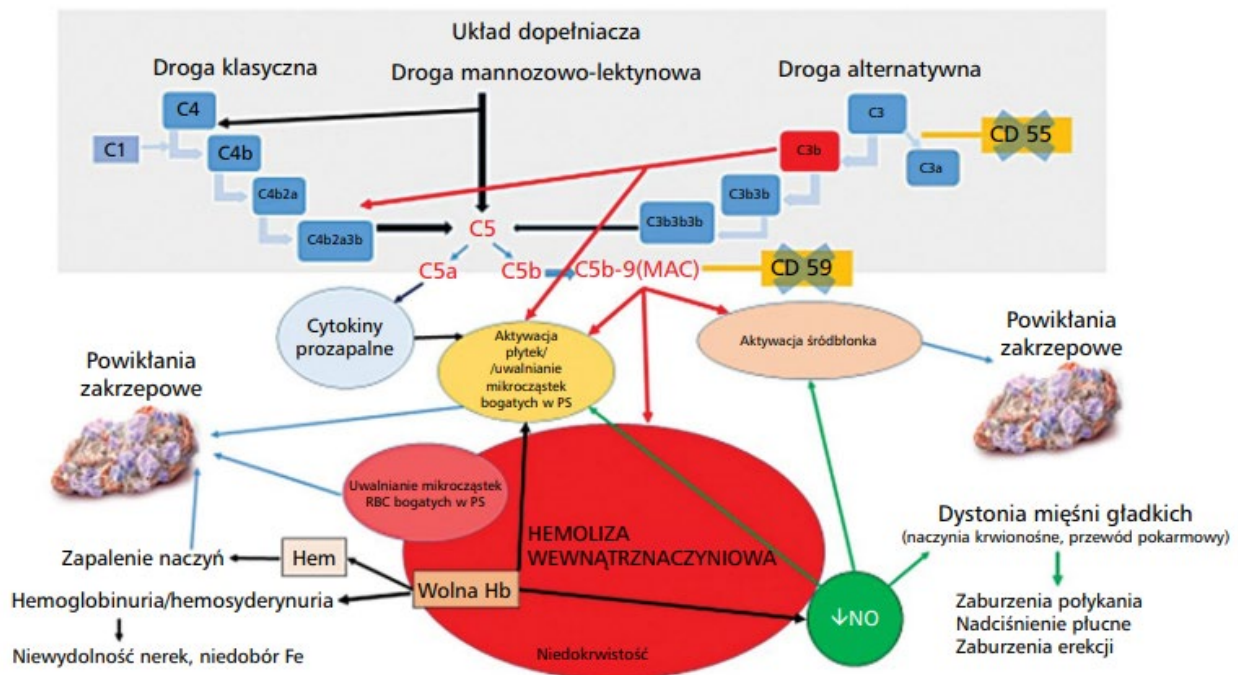 Układ dopełniacza
Droga klasyczna
Droga mannozowo-lektynowa
Droga alternatywna
C4
C1
C4b
C4b2a
C4b2a3b
C3
CD 55
C3b
C3a
C3b3b
C3b3b3b
C5
C5a
C5b
C5b-9(MAC)
CD 59
Cytokiny
prozapalne
Aktywacja
płytek/
/uwalnianie
mikrocząstek
bogatych w PS
Aktywacja śródbłonka
Powikłania
zakrzepowe
Powikłania
zakrzepowe
Uwalnianie mikrocząstek
RBC bogatych w PS
HEMOLIZA
WEWNĄTRZNACZYNIOWA
Zapalenie naczyń
Hem
Wolna Hb
Hemoglobinuria/hemosyderynuria
Niewydolność nerek, niedobór Fe
Niedokrwistość
↓NO
Dystonia mięśni gładkich
(naczynia krwionośne, przewód pokarmowy)
Zaburzenia połykania
Nadciśnienie płucne
Zaburzenia erekcji